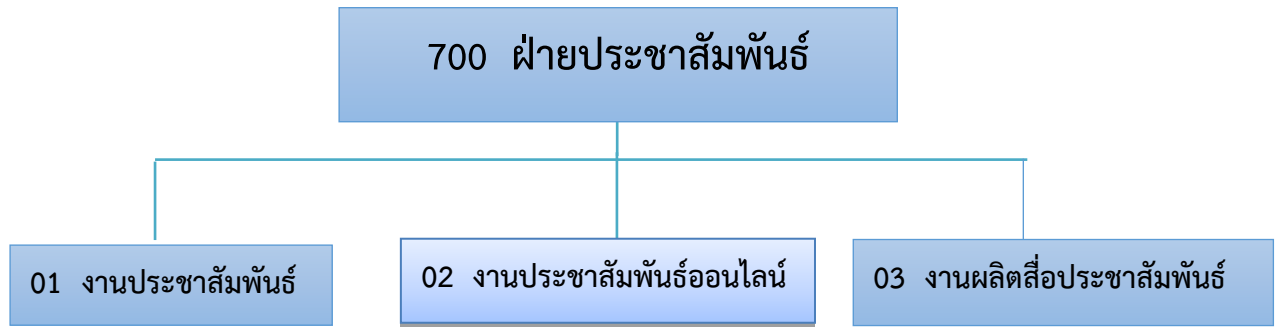 700 ฝ่ายประชาสัมพันธ์
01 งานประชาสัมพันธ์
02 งานประชาสัมพันธ์ออนไลน์
03 งานผลิตสื่อประชาสัมพันธ์